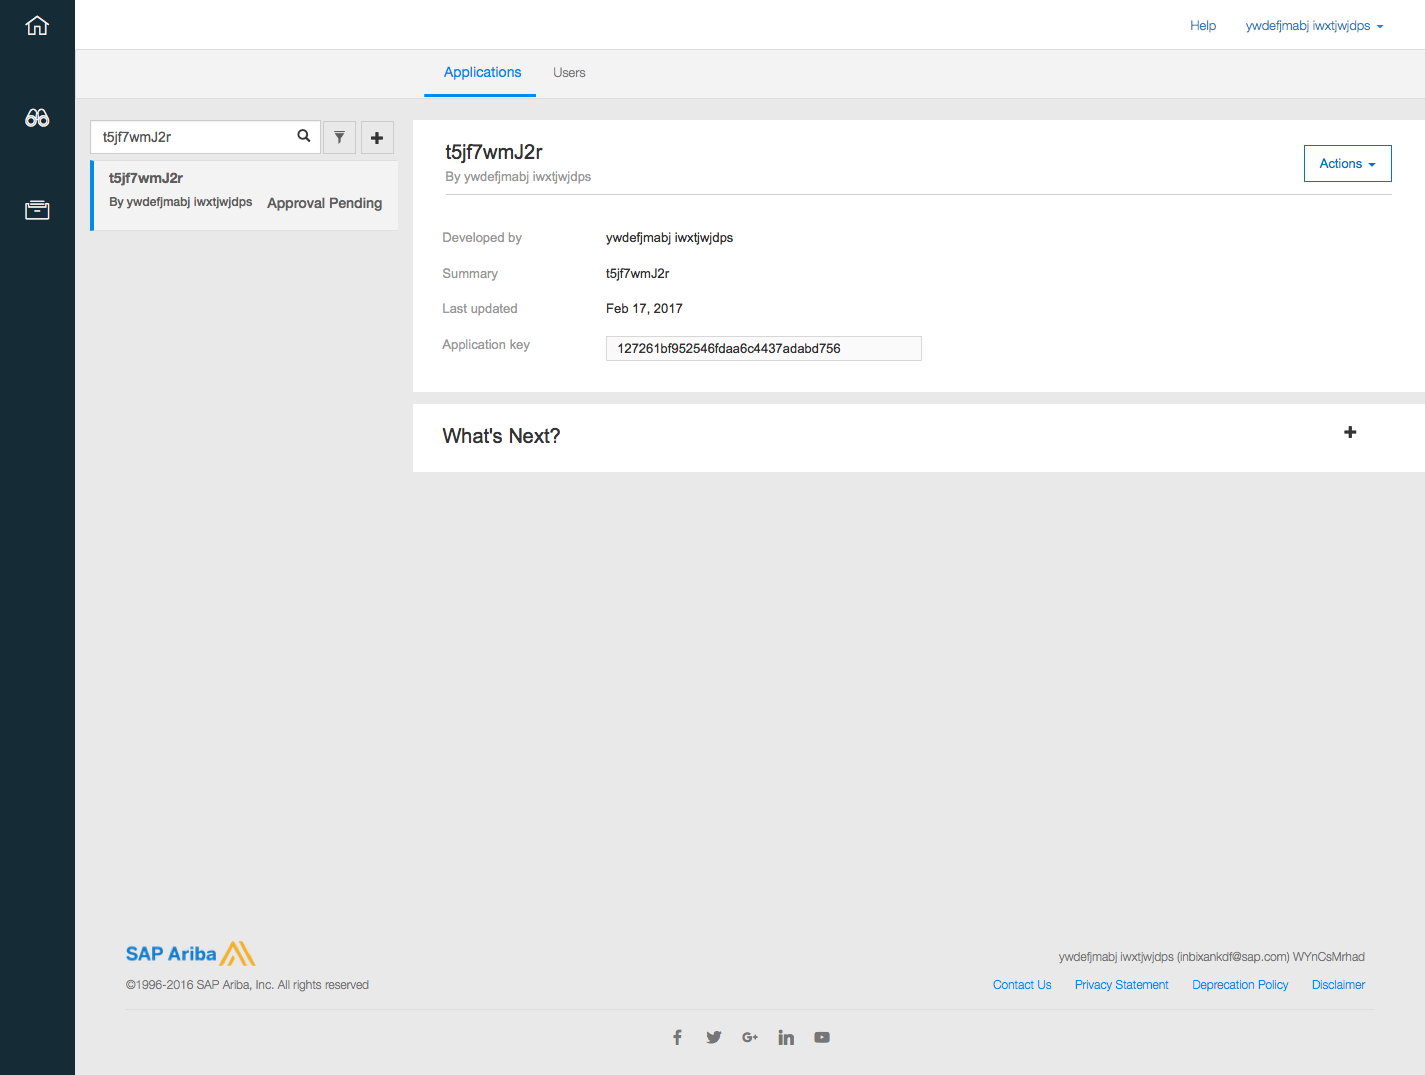 Help ywdefjmabj iwxtjwjdps
Applications Users
t5jf7wmJ2r
t5jf7wmJ2r
By ywdefjmabj iwxtjwjdps Approval Pending
t5jf7wmJ2r
By ywdefjmabj iwxtjwjdps
Actions
Developed by ywdefjmabj iwxtjwjdps
Summary t5jf7wmJ2r
Last updated Feb 17, 2017
Application key 127261bf952546fdaa6c4437adabd756
What's Next?
SAP Ariba
©1996-2016 SAP Ariba, Inc. All rights reserved
ywdefjmabj iwxtjwjdps (inbixankdf@sap.com) WYnCsMrhad
Contact Us Privacy Statement Deprecation Policy Disclaimer